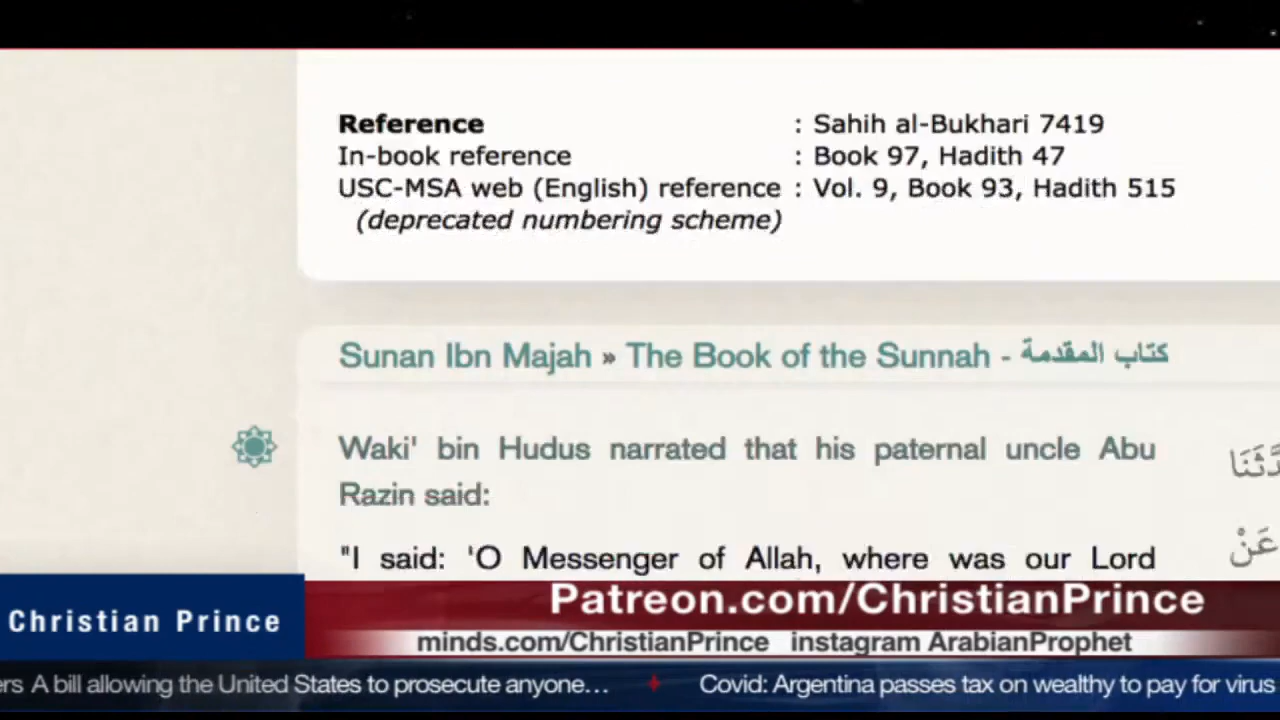 Reference : Sahih al-Bukhari 7419
In-book reference : Book 97, Hadith 47
USC-MSA web (English) reference : Vol. 9, Book 93, Hadith 515
(deprecated numbering scheme)
Sunan Ibn Majah » The Book of the Sunnah - كتاب المقدمة
Waki' bin Hudus narrated that his paternal uncle Abu
Razin said:
"I said: 'O Messenger of Allah, where was our Lord
عَنْ
Patreon.com/ChristianPrince
Christian Prince
minds.com/ChristianPrince instagram ArabianProphet
ers A bill allowing the United States to prosecute anyone... Covid: Argentina passes tax on wealthy to pay for virus